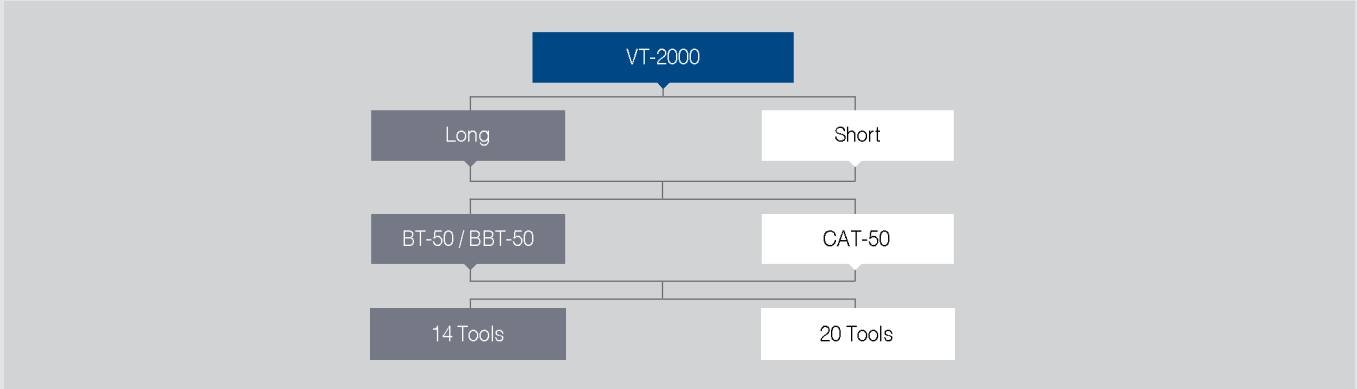 VT-2000
Long
Short
BT-50 / BBT-50
CAT-50
14 Tools
20 Tools